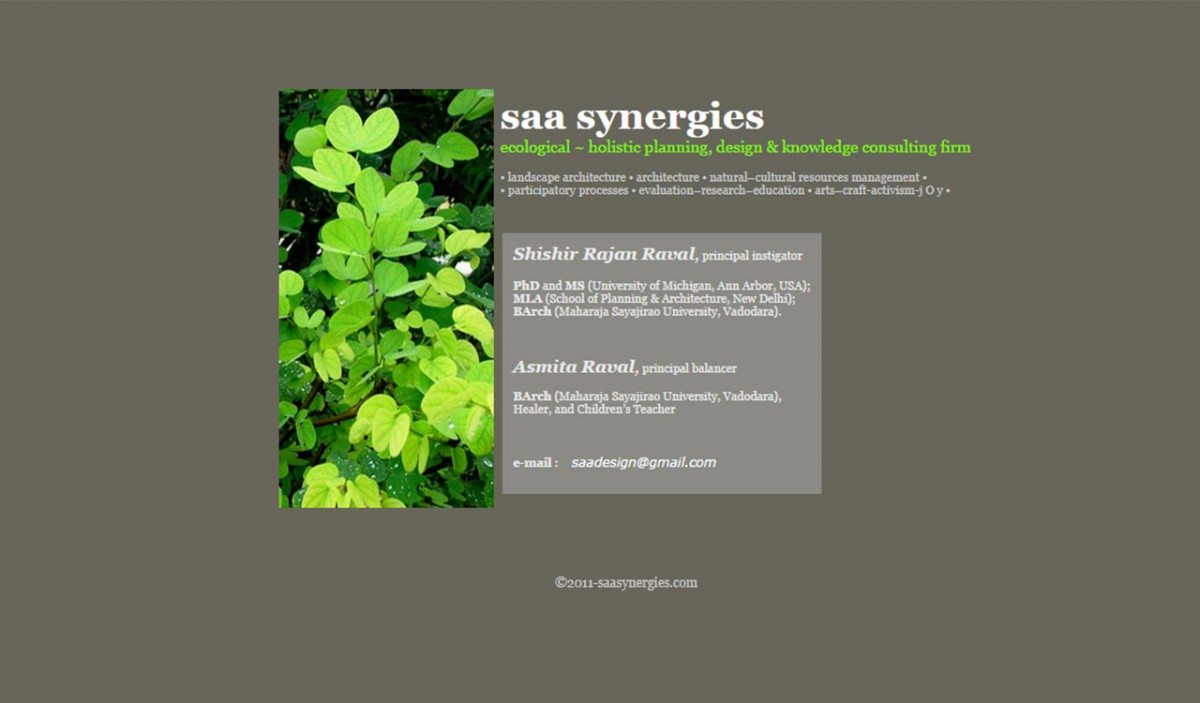 saa synergies
ecological ~ holistic planning, design & knowledge consulting firm
• landscape architecture • architecture • natural–cultural resources management •
• participatory processes • evaluation–research–education • arts–craft-activism-j O y •
Shishir Rajan Raval, principal instigator
PhD and MS (University of Michigan, Ann Arbor, USA);
MLA (School of Planning & Architecture, New Delhi);
BArch (Maharaja Sayajirao University, Vadodara).
Asmita Raval, principal balancer
BArch (Maharaja Sayajirao University, Vadodara),
Healer, and Children's Teacher
e-mail : saadesign@gmail.com
©2011-saasynergies.com